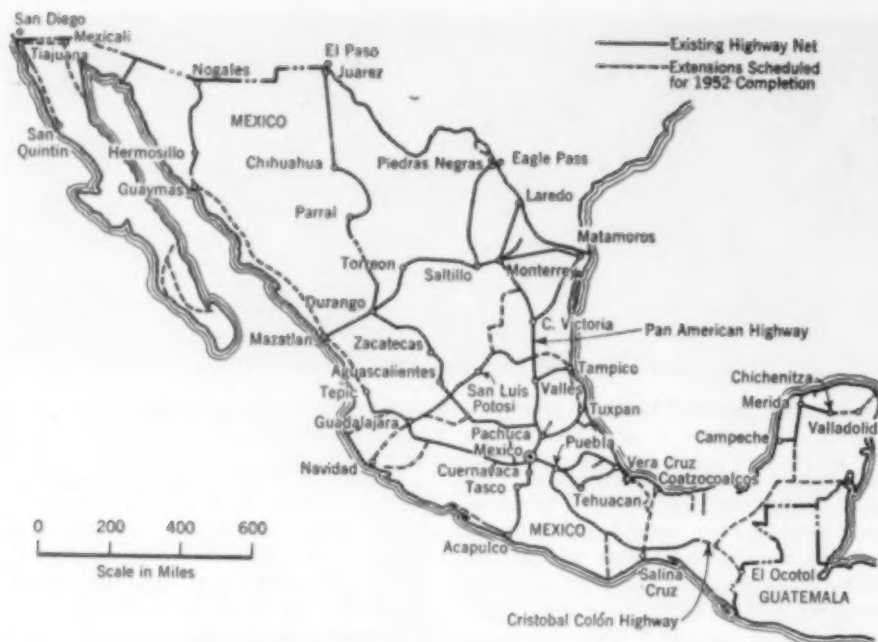 San Diego
Mexicali
Tiajuana
Nogales
El Paso
Juarez
Existing Highway Net
Extensions Scheduled
for 1952 Completion
MEXICO
San
Quintin
Hermosillo
Chihuahua
Piedras Negras
Eagle Pass
Guaymas
Laredo
Parral
Matamoros
Torreon
Saltillo
Monterrey
Durango
C. Victoria
Pan American Highway
Mazatlan
Zacatecas
Aguascalientes
Tampico
Chichenitza
Tepic
San Luis
Potosi
Valles
Merida
Tuxpan
Valladolid
Guadalajara
Pachuca
Puebla
Campeche
Mexico
Vera Cruz
Navidad
Cuernavaca
Coatzocoalcos
Tasco
Tehuacan
0 200 400 600
Scale in Miles
MEXICO
Acapulco
Salina
Cruz
El Ocotol
GUATEMALA
Cristobal Colón Highway